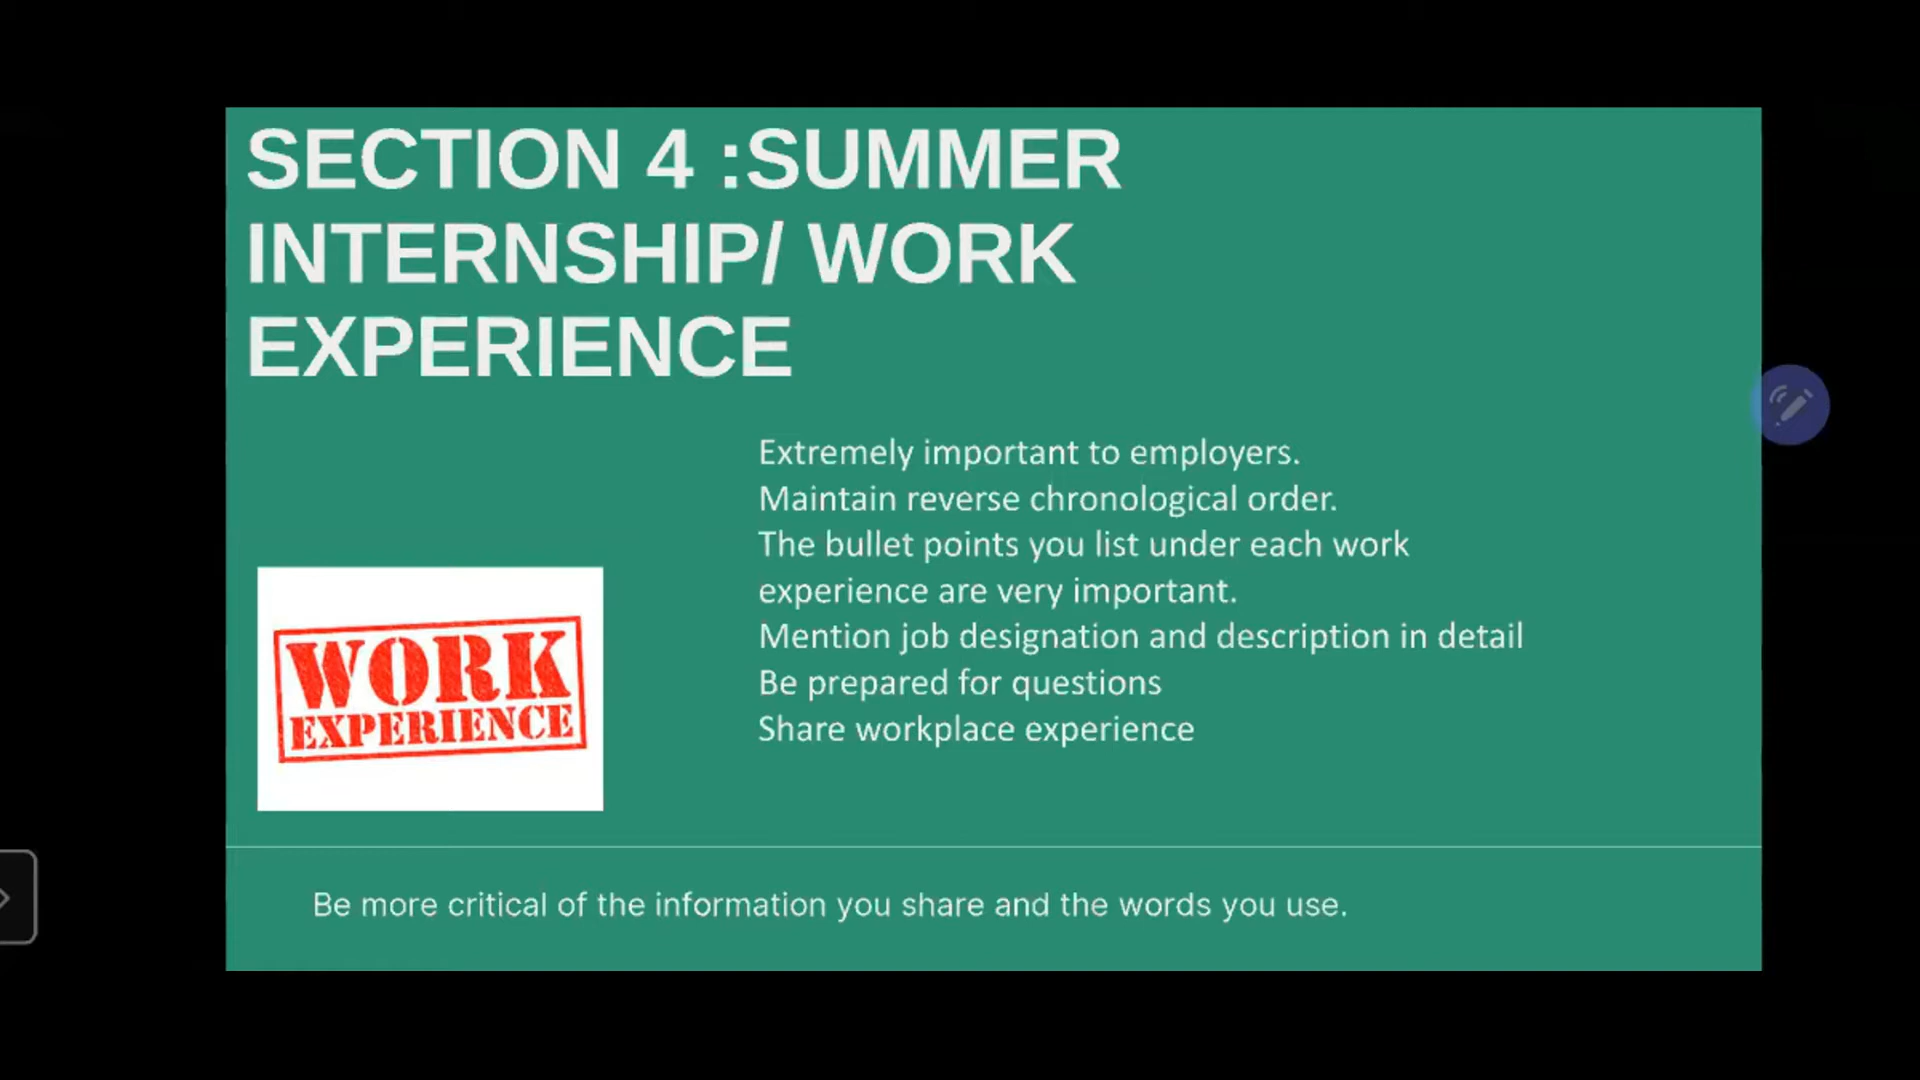 SECTION 4 :SUMMER
INTERNSHIP/ WORK
EXPERIENCE
Extremely important to employers.
Maintain reverse chronological order.
The bullet points you list under each work
experience are very important.
Mention job designation and description in detail
Be prepared for questions
Share workplace experience
WORK
EXPERIENCE
Be more critical of the information you share and the words you use.